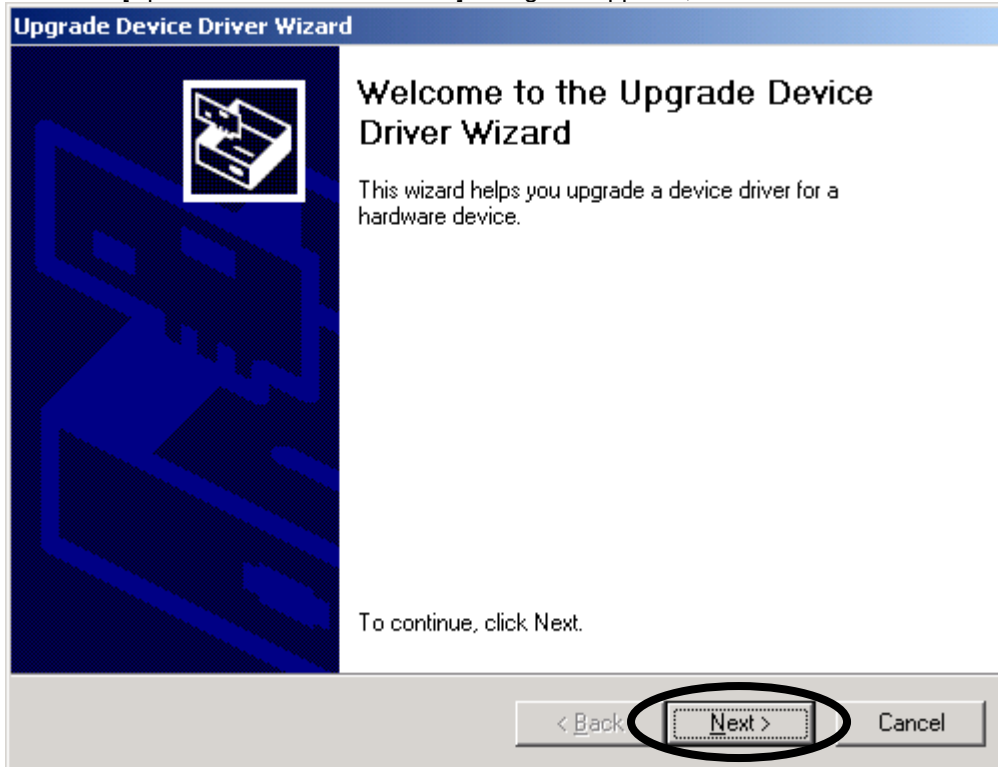 Upgrade Device Driver Wizard
Welcome to the Upgrade Device
Driver Wizard
This wizard helps you upgrade a device driver for a
hardware device.
To continue, click Next.
< Back Next > Cancel